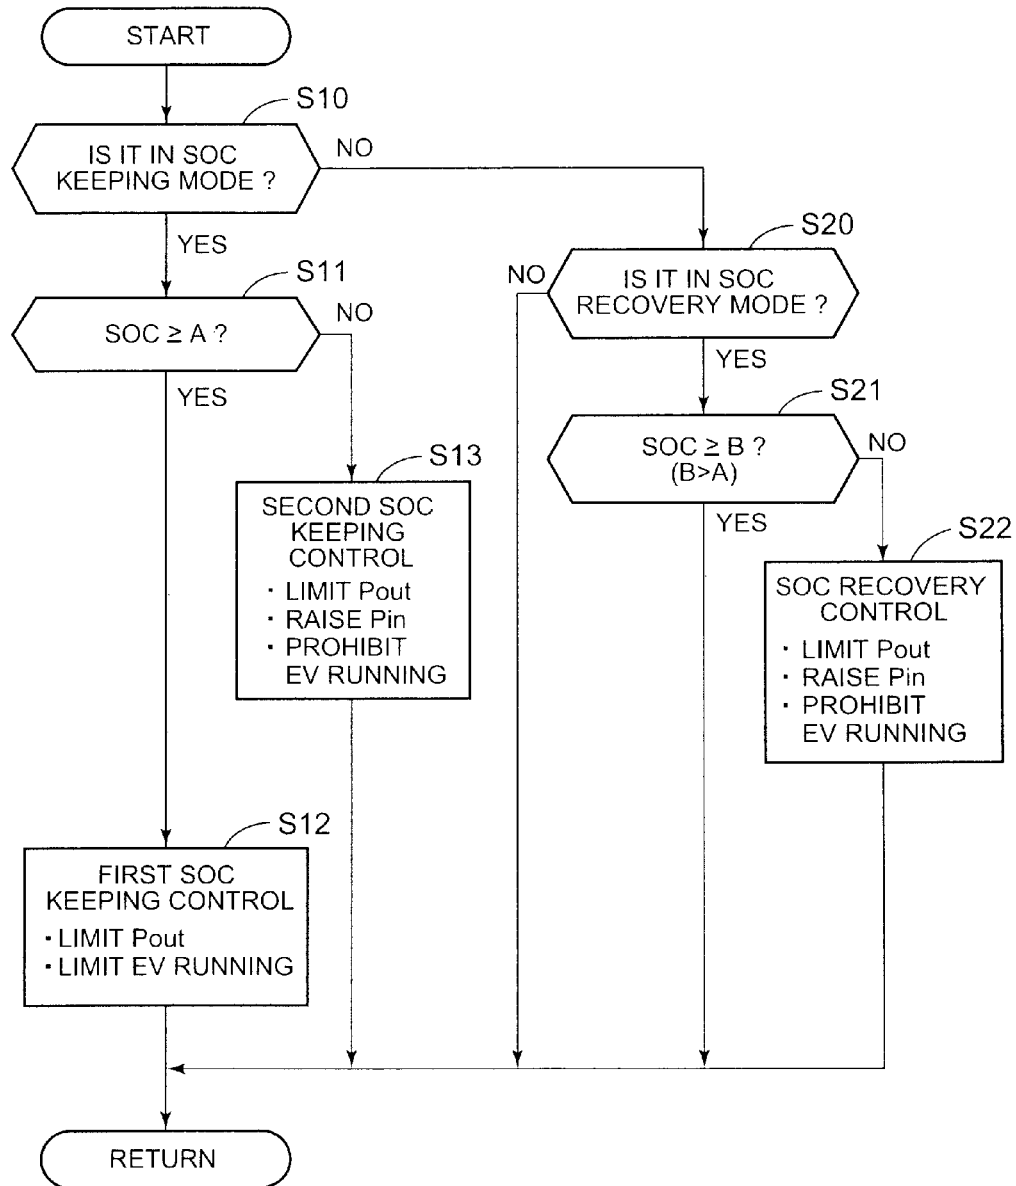 START
S10
IS IT IN SOC
KEEPING MODE ?
NO
YES
S11
SOC ≥ A ?
NO
YES
S20
IS IT IN SOC
RECOVERY MODE ?
NO
YES
S21
SOC ≥ B ?
(B>A)
NO
YES
S13
SECOND SOC
KEEPING
CONTROL
· LIMIT Pout
· RAISE Pin
· PROHIBIT
EV RUNNING
S22
SOC RECOVERY
CONTROL
· LIMIT Pout
· RAISE Pin
· PROHIBIT
EV RUNNING
S12
FIRST SOC
KEEPING CONTROL
· LIMIT Pout
· LIMIT EV RUNNING
RETURN